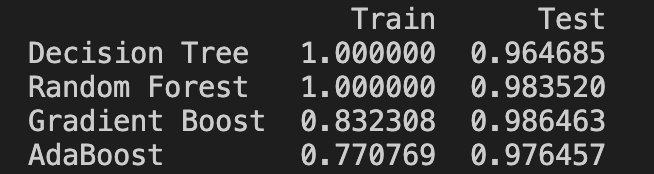 Train Test
Decision Tree 1.000000 0.964685
Random Forest 1.000000 0.983520
Gradient Boost 0.832308 0.986463
AdaBoost 0.770769 0.976457